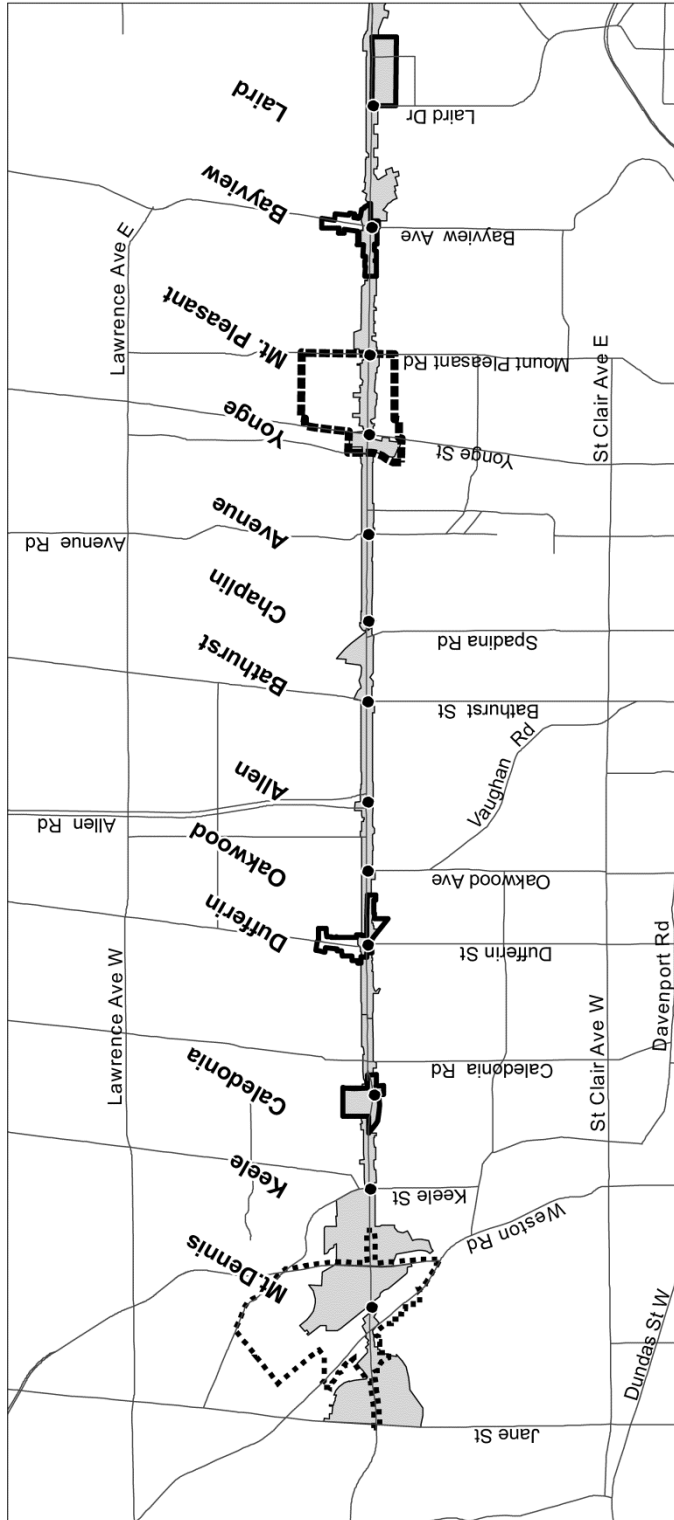 Laird
Bayview
Mt. Pleasant
Yonge
Avenue
Chaplin
Bathurst
Allen
Oakwood
Dufferin
Caledonia
Keele
Mt.Dennis
Lawrence Ave E
Lawrence Ave W
Avenue Rd
Allen Rd
Laird Dr
Bayview Ave
Mount Pleasant Rd
Yonge St
Spadina Rd
Bathurst St
Vaughan Rd
Oakwood Ave
Dufferin St
Caledonia Rd
Keele St
Weston Rd
Jane St
St Clair Ave E
St Clair Ave W
Davenport Rd
Dundas St W